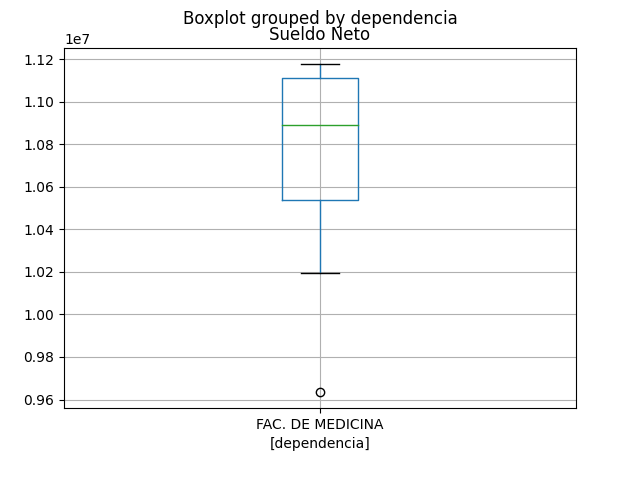 Boxplot grouped by dependencia
Sueldo Neto
1e7
1.12
1.10
1.08
1.06
1.04
1.02
1.00
0.98
0.96
FAC. DE MEDICINA
[dependencia]